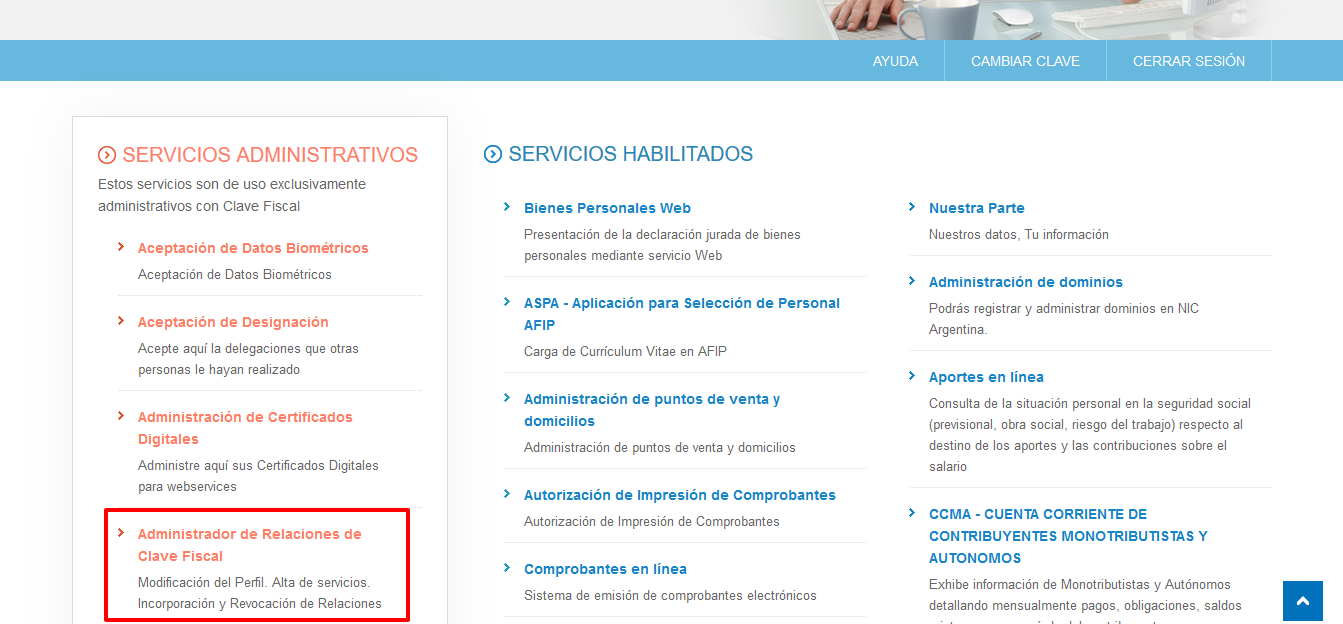 AYUDA
CAMBIAR CLAVE
CERRAR SESIÓN
SERVICIOS ADMINISTRATIVOS
Estos servicios son de uso exclusivamente
administrativos con Clave Fiscal
Aceptación de Datos Biométricos
Aceptación de Datos Biométricos
Aceptación de Designación
Acepte aquí la delegaciones que otras
personas le hayan realizado
Administración de Certificados
Digitales
Administre aquí sus Certificados Digitales
para webservices
Administrador de Relaciones de
Clave Fiscal
Modificación del Perfil. Alta de servicios.
Incorporación y Revocación de Relaciones
SERVICIOS HABILITADOS
Bienes Personales Web
Presentación de la declaración jurada de bienes
personales mediante servicio Web
ASPA - Aplicación para Selección de Personal
AFIP
Carga de Currículum Vitae en AFIP
Administración de puntos de venta y
domicilios
Administración de puntos de venta y domicilios
Autorización de Impresión de Comprobantes
Autorización de Impresión de Comprobantes
Comprobantes en línea
Sistema de emisión de comprobantes electrónicos
Nuestra Parte
Nuestros datos, Tu información
Administración de dominios
Podrás registrar y administrar dominios en NIC
Argentina.
Aportes en línea
Consulta de la situación personal en la seguridad social
(previsional, obra social, riesgo del trabajo) respecto al
destino de los aportes y las contribuciones sobre el
salario
CCMA - CUENTA CORRIENTE DE
CONTRIBUYENTES MONOTRIBUTISTAS Y
AUTONOMOS
Exhibe información de Monotributistas y Autónomos
detallando mensualmente pagos, obligaciones, saldos